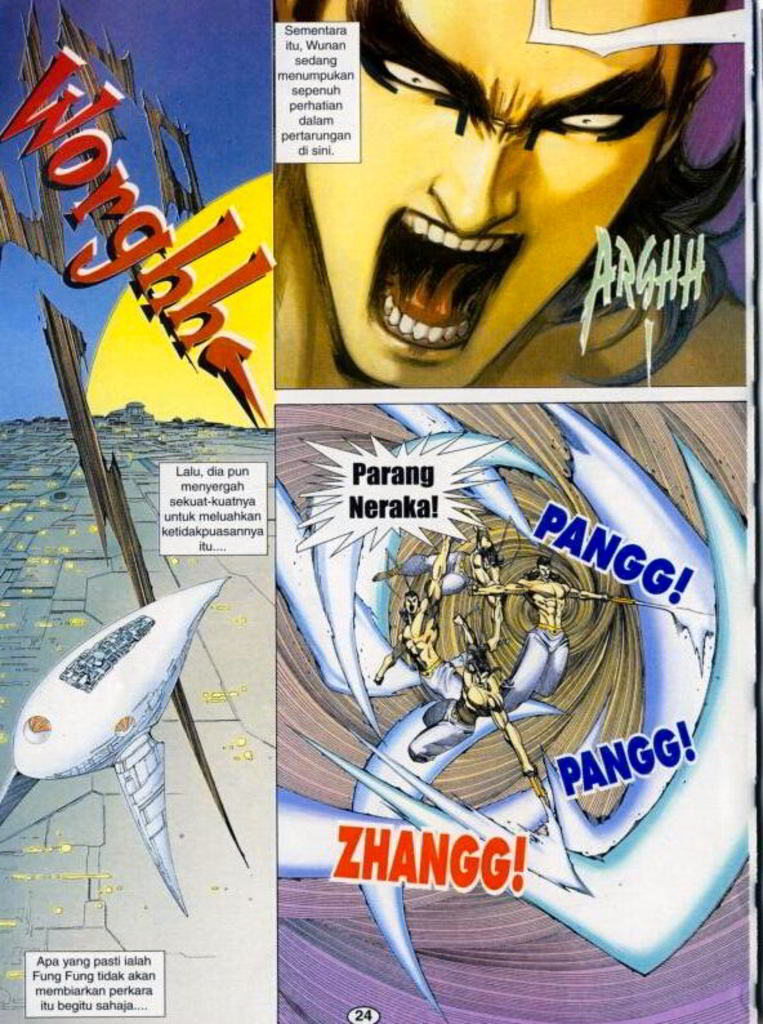 Worghhh
Lalu, dia pun
menyergah
sekuat-kuatnya
untuk meluahkan
ketidakpuasannya
itu....
Apa yang pasti ialah
Fung Fung tidak akan
membiarkan perkara
itu begitu sahaja....
Sementara
itu, Wunan
sedang
menumpukan
sepenuh
perhatian
dalam
pertarungan
di sini.
ARGHH
Parang
Neraka!
PANGG!
PANGG!
ZHANGG!
24